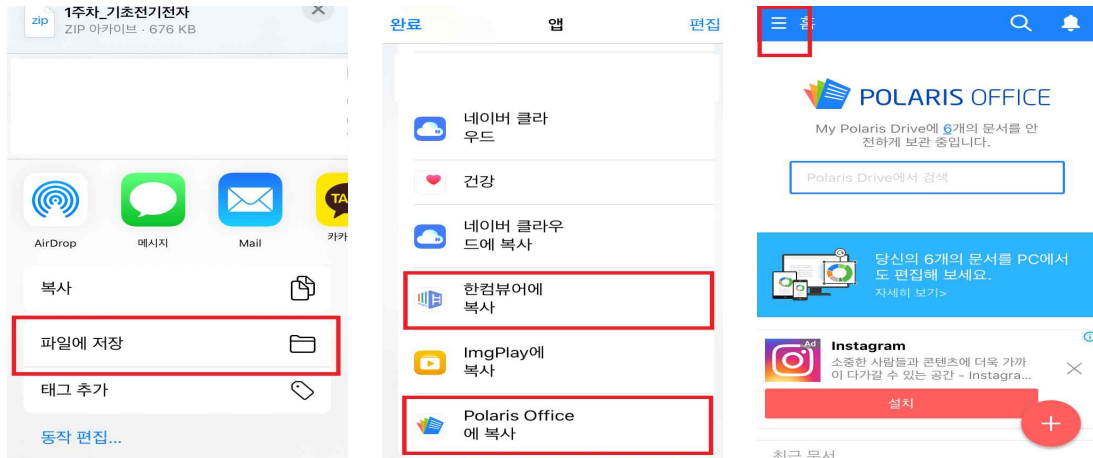 zip
1주차_기초전기전자
ZIP 아카이브 · 676 KB
AirDrop
메시지
Mail
TA
카카
복사
파일에 저장
태그 추가
동작 편집...
완료
앱
편집
네이버 클라
우드
건강
네이버 클라우
드에 복사
한컴뷰어에
복사
ImgPlay에
복사
Polaris Office
에 복사
홈
POLARIS OFFICE
My Polaris Drive에 6개의 문서를 안
전하게 보관 중입니다.
Polaris Drive에서 검색
당신의 6개의 문서를 PC에서
도 편집해 보세요.
자세히 보기>
Ad
Instagram
소중한 사람들과 콘텐츠에 더욱 가까
이 다가갈 수 있는 공간 – Instagra...
설치
최근 문서